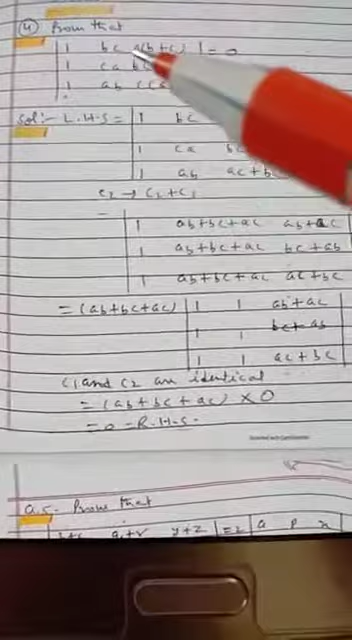 ④ Prove that
| 1 bc a(b+c) | = 0
| 1 ca b(
| 1 ab c(a
Sol:- L.H.S = | 1 bc
1 ca bc
1 ab ac+b
C2 → C2+C3
= | 1 ab+bc+ac ab+ac
1 ab+bc+ac bc+ab
1 ab+bc+ac ac+bc
= (ab+bc+ac) | 1 1 ab+ac
1 1 bc+ab
1 1 ac+bc |
C1 and C2 are identical
= (ab+bc+ac) × 0
= 0 = R.H.S.
Q.5- Prove that
y+z | = 2 | a p x